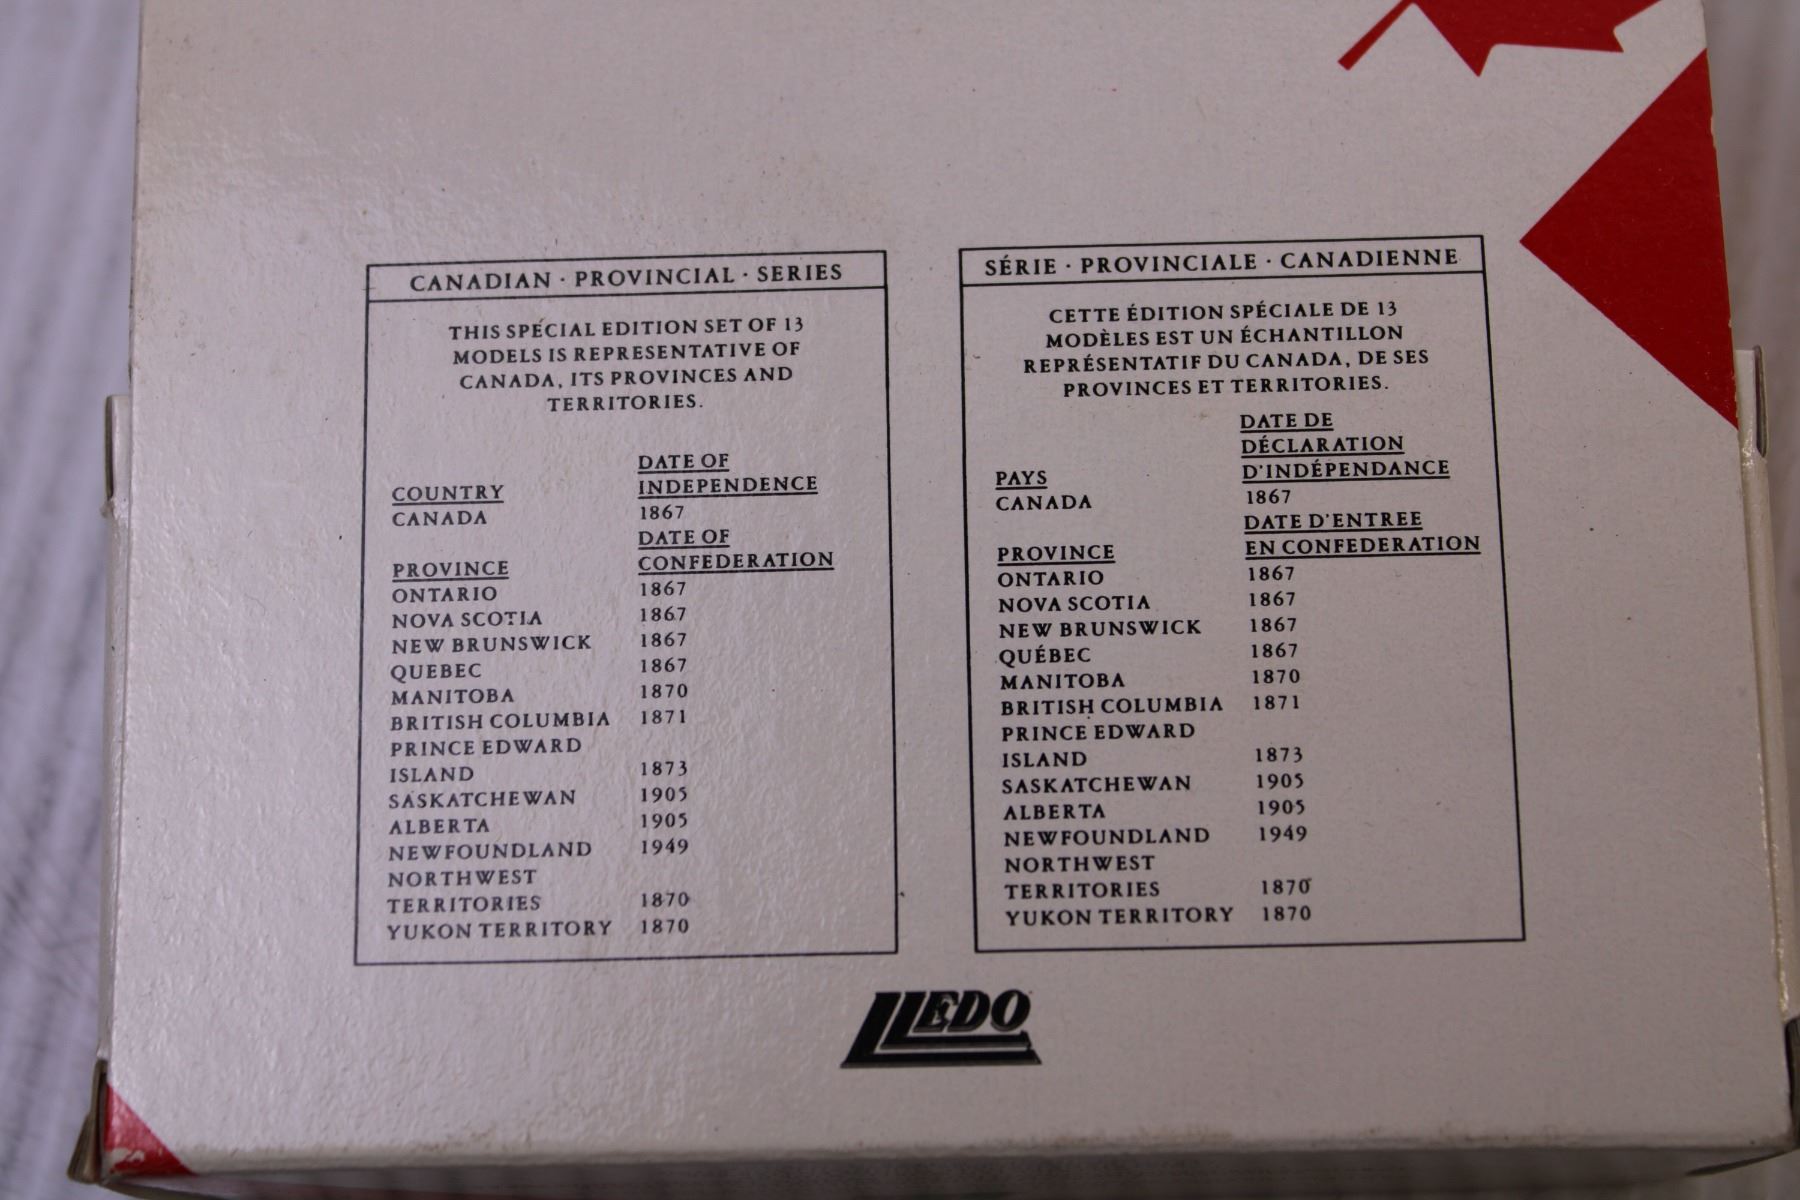 CANADIAN · PROVINCIAL · SERIES
THIS SPECIAL EDITION SET OF 13
MODELS IS REPRESENTATIVE OF
CANADA, ITS PROVINCES AND
TERRITORIES.
DATE OF
COUNTRY INDEPENDENCE
CANADA 1867
DATE OF
PROVINCE CONFEDERATION
ONTARIO 1867
NOVA SCOTIA 1867
NEW BRUNSWICK 1867
QUEBEC 1867
MANITOBA 1870
BRITISH COLUMBIA 1871
PRINCE EDWARD
ISLAND 1873
SASKATCHEWAN 1905
ALBERTA 1905
NEWFOUNDLAND 1949
NORTHWEST
TERRITORIES 1870
YUKON TERRITORY 1870
SÉRIE · PROVINCIALE · CANADIENNE
CETTE ÉDITION SPÉCIALE DE 13
MODÈLES EST UN ÉCHANTILLON
REPRÉSENTATIF DU CANADA, DE SES
PROVINCES ET TERRITORIES.
DATE DE
DÉCLARATION
PAYS D'INDÉPENDANCE
CANADA 1867
DATE D'ENTREE
PROVINCE EN CONFEDERATION
ONTARIO 1867
NOVA SCOTIA 1867
NEW BRUNSWICK 1867
QUÉBEC 1867
MANITOBA 1870
BRITISH COLUMBIA 1871
PRINCE EDWARD
ISLAND 1873
SASKATCHEWAN 1905
ALBERTA 1905
NEWFOUNDLAND 1949
NORTHWEST
TERRITORIES 1870
YUKON TERRITORY 1870
LLEDO